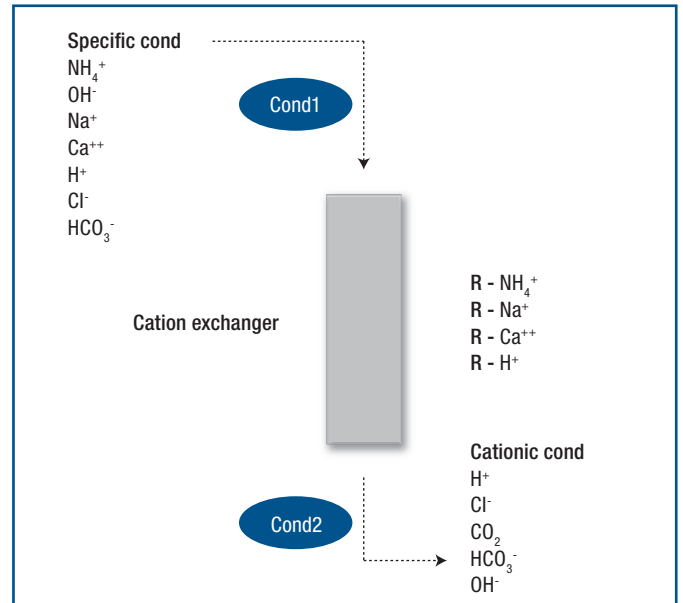 Specific cond
NH₄⁺
OH⁻
Na⁺
Ca⁺⁺
H⁺
Cl⁻
HCO₃⁻
Cond1
Cation exchanger
R - NH₄⁺
R - Na⁺
R - Ca⁺⁺
R - H⁺
Cond2
Cationic cond
H⁺
Cl⁻
CO₂
HCO₃⁻
OH⁻